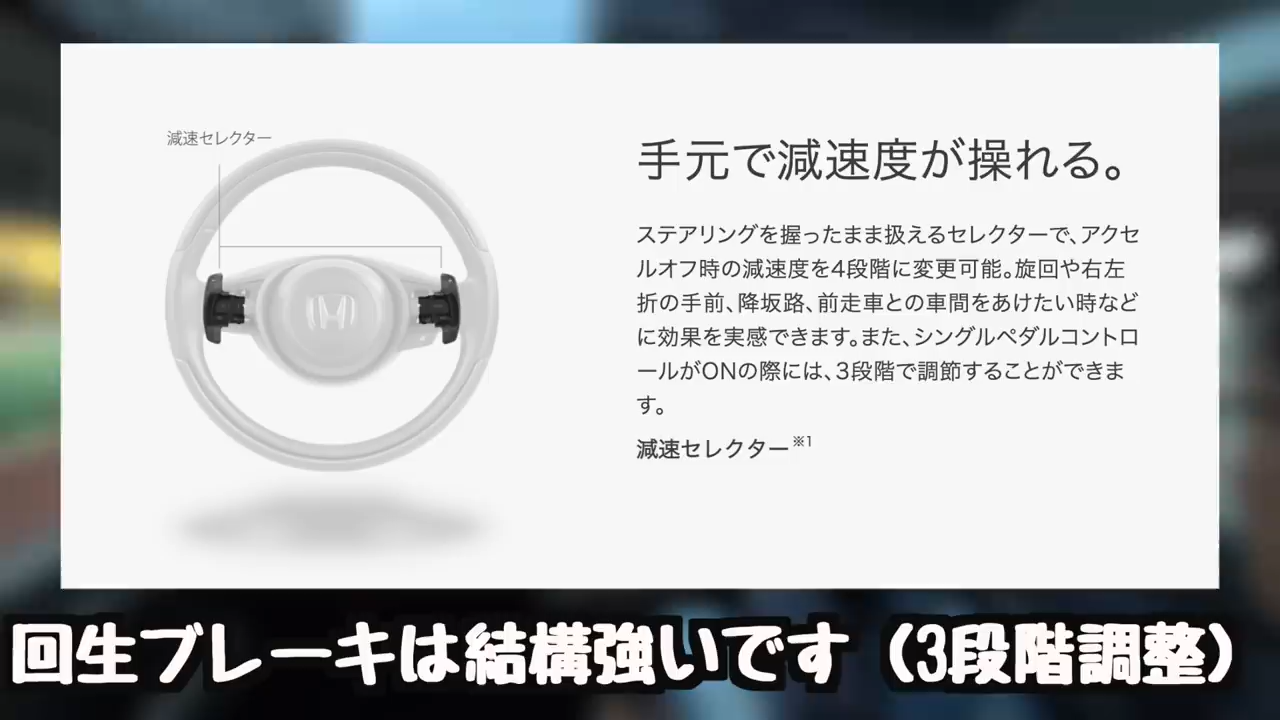 減速セレクター
手元で減速度が操れる。
ステアリングを握ったまま扱えるセレクターで、アクセ
ルオフ時の減速度を4段階に変更可能。旋回や右左
折の手前、降坂路、前走車との車間をあけたい時など
に効果を実感できます。また、シングルペダルコントロ
ールがONの際には、3段階で調節することができま
す。
減速セレクター※1
回生ブレーキは結構強いです（3段階調整）